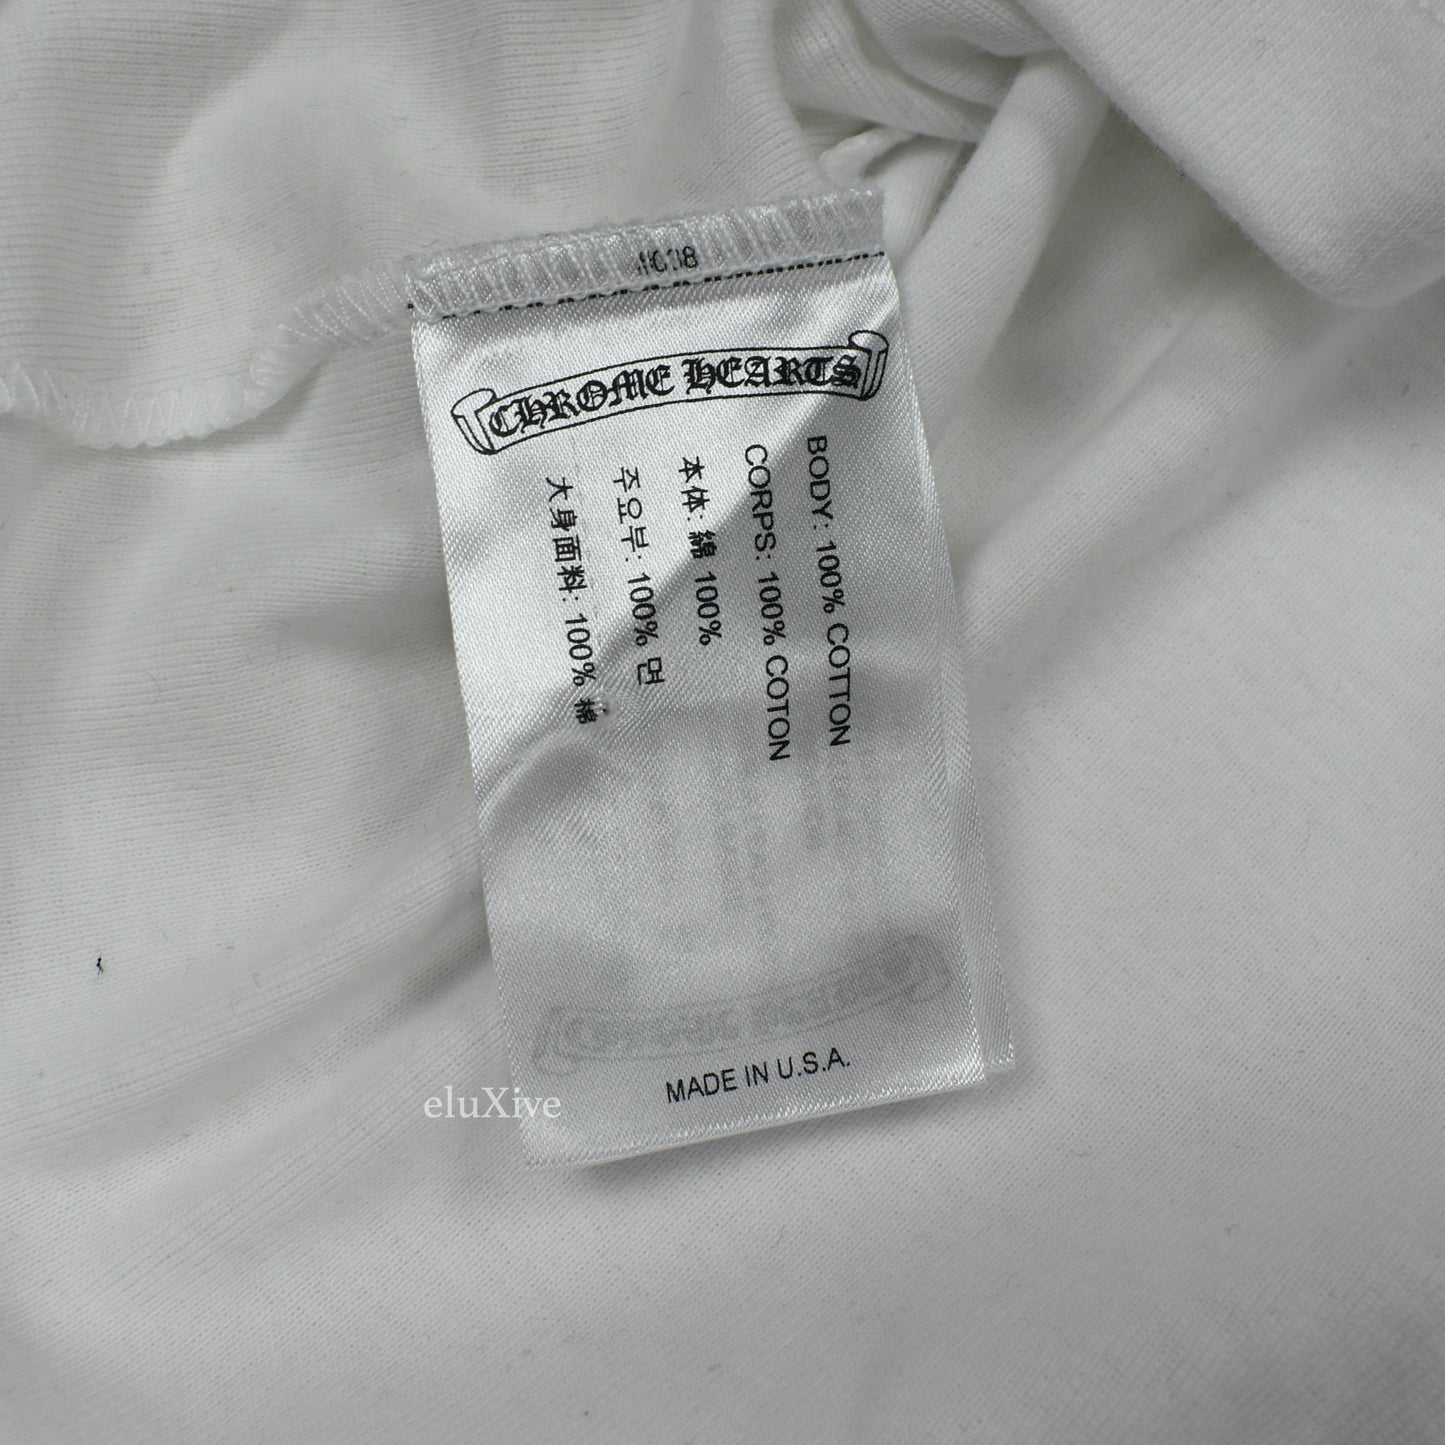 CHROME HEARTS
BODY: 100% COTTON
CORPS: 100% COTON
本体: 綿 100%
주요부: 100% 면
大身面料: 100% 棉
MADE IN U.S.A.
eluXive